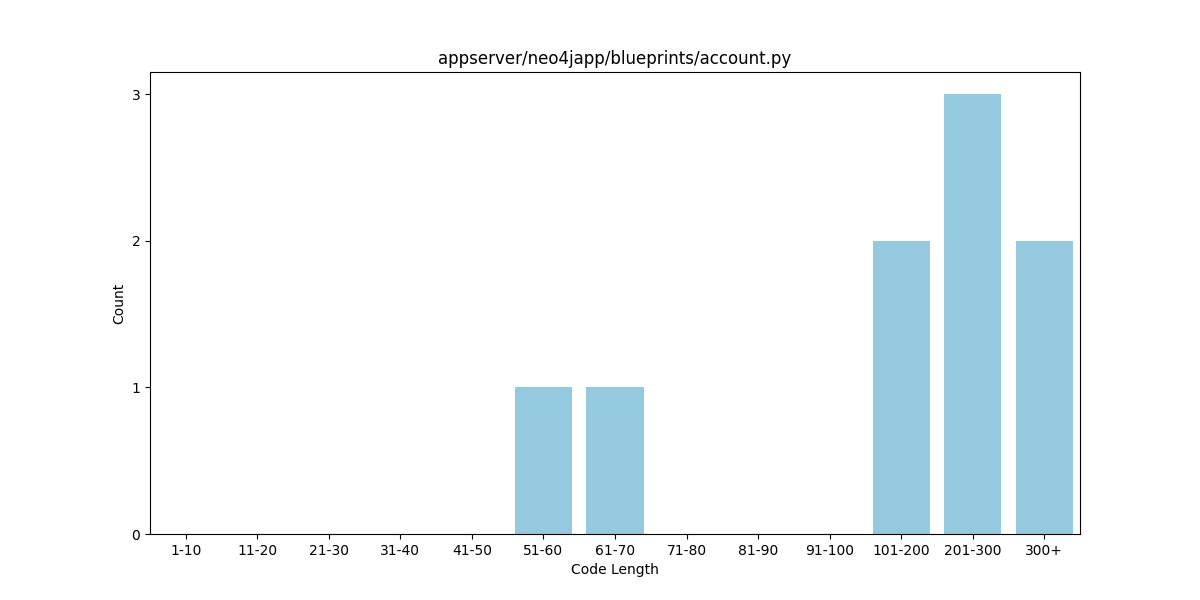 appserver/neo4japp/blueprints/account.py
3
2
1
0
Count
1-10 11-20 21-30 31-40 41-50 51-60 61-70 71-80 81-90 91-100 101-200 201-300 300+
Code Length